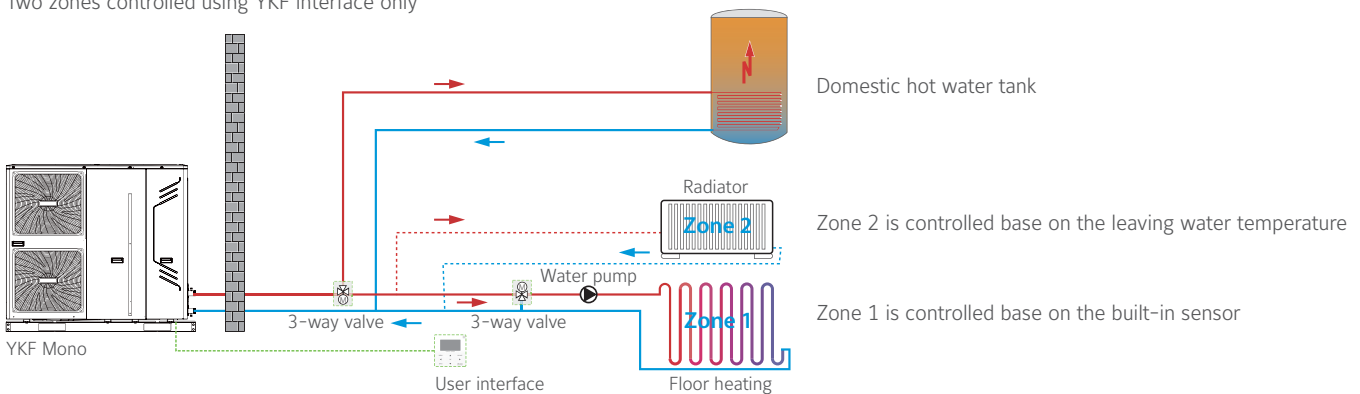 Two zones controlled using YKF interface only
Domestic hot water tank
Radiator
Zone 2
Zone 2 is controlled base on the leaving water temperature
Water pump
3-way valve
3-way valve
Zone 1
Zone 1 is controlled base on the built-in sensor
YKF Mono
User interface
Floor heating